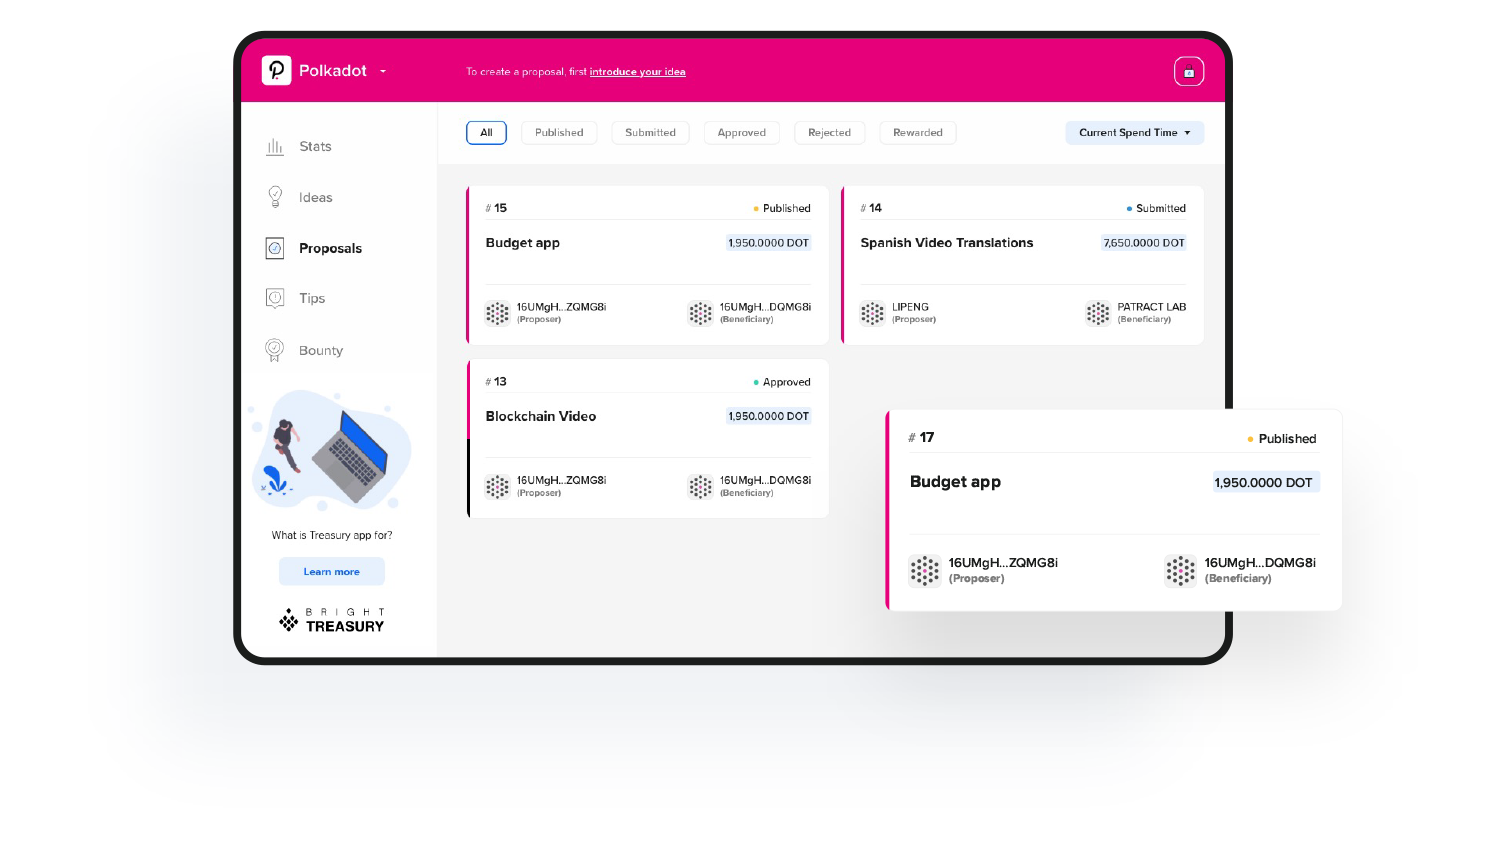 Polkadot
To create a proposal, first introduce your idea
Stats
Ideas
Proposals
Tips
Bounty
What is Treasury app for?
Learn more
BRIGHT
TREASURY
All Published Submitted Approved Rejected Rewarded Current Spend Time
# 15 Published
Budget app 1,950.0000 DOT
16UMgH...ZQMG8i 16UMgH...DQMG8i
(Proposer) (Beneficiary)
# 14 Submitted
Spanish Video Translations 7,650.0000 DOT
LIPENG PATRACT LAB
(Proposer) (Beneficiary)
# 13 Approved
Blockchain Video 1,950.0000 DOT
16UMgH...ZQMG8i 16UMgH...DQMG8i
(Proposer) (Beneficiary)
# 17 Published
Budget app 1,950.0000 DOT
16UMgH...ZQMG8i 16UMgH...DQMG8i
(Proposer) (Beneficiary)